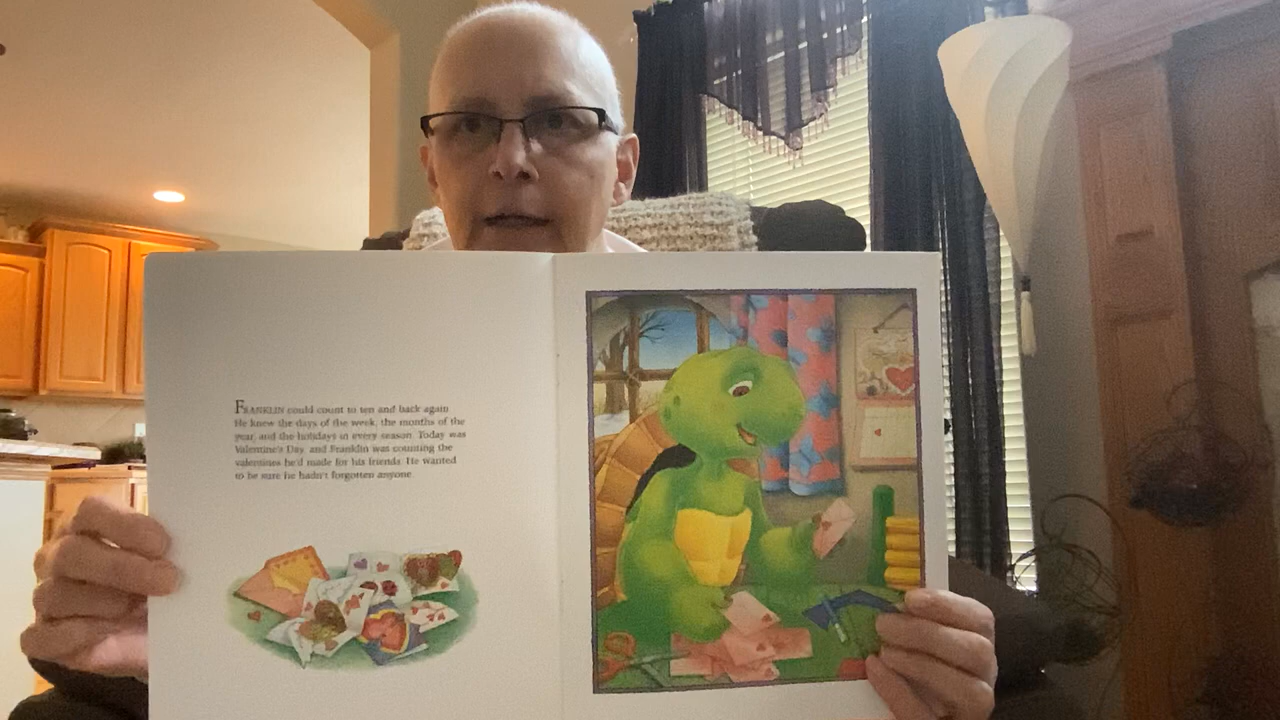 FRANKLIN could count to ten and back again
He knew the days of the week, the months of the
year, and the holidays in every season. Today was
Valentine's Day, and Franklin was counting the
valentines he'd made for his friends. He wanted
to be sure he hadn't forgotten anyone.